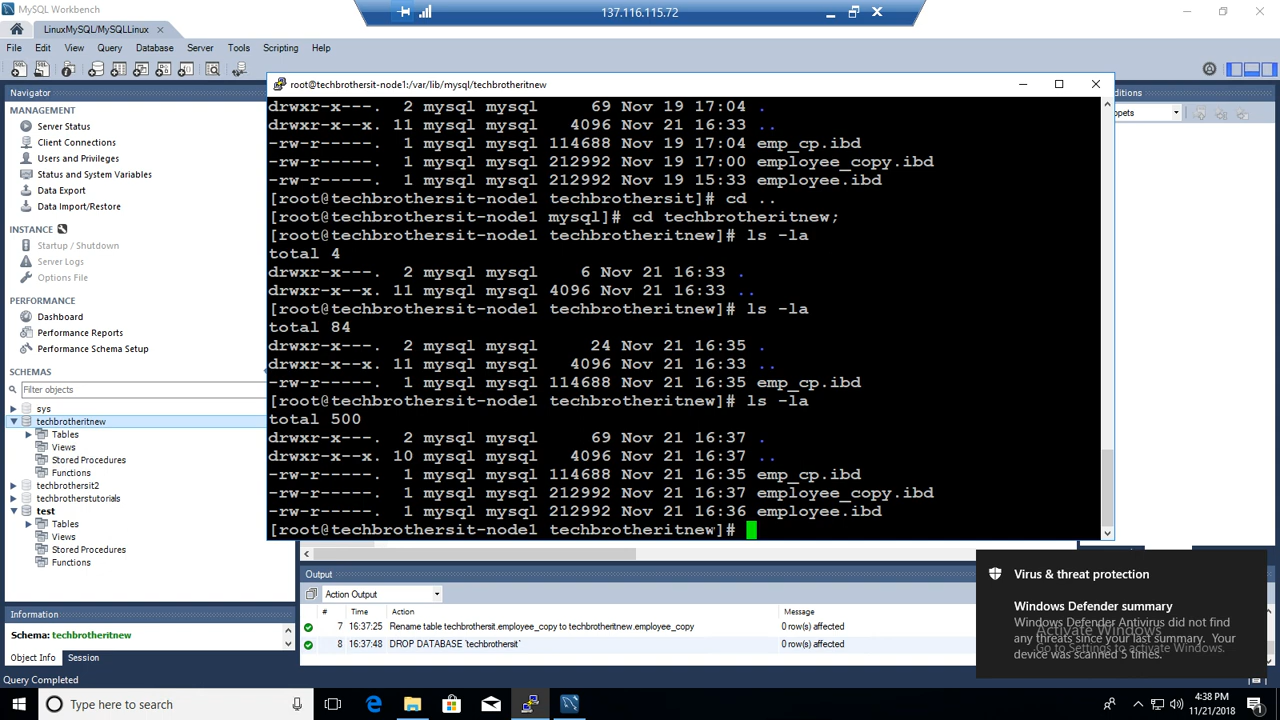 MySQL Workbench
137.116.115.72
LinuxMySQL/MySQLLinux
File Edit View Query Database Server Tools Scripting Help
root@techbrothersit-node1:/var/lib/mysql/techbrotheritnew
Navigator
MANAGEMENT
Server Status
Client Connections
Users and Privileges
Status and System Variables
Data Export
Data Import/Restore
INSTANCE
Startup / Shutdown
Server Logs
Options File
PERFORMANCE
Dashboard
Performance Reports
Performance Schema Setup
SCHEMAS
Filter objects
sys
techbrotheritnew
Tables
Views
Stored Procedures
Functions
techbrothersit2
techbrotherstutorials
test
Tables
Views
Stored Procedures
Functions
Information
Schema: techbrotheritnew
Object Info Session
Query Completed
drwxr-x---. 2 mysql mysql 69 Nov 19 17:04 .
drwxr-x--x. 11 mysql mysql 4096 Nov 21 16:33 ..
-rw-r-----. 1 mysql mysql 114688 Nov 19 17:04 emp_cp.ibd
-rw-r-----. 1 mysql mysql 212992 Nov 19 17:00 employee_copy.ibd
-rw-r-----. 1 mysql mysql 212992 Nov 19 15:33 employee.ibd
[root@techbrothersit-node1 techbrothersit]# cd ..
[root@techbrothersit-node1 mysql]# cd techbrotheritnew;
[root@techbrothersit-node1 techbrotheritnew]# ls -la
total 4
drwxr-x---. 2 mysql mysql 6 Nov 21 16:33 .
drwxr-x--x. 11 mysql mysql 4096 Nov 21 16:33 ..
[root@techbrothersit-node1 techbrotheritnew]# ls -la
total 84
drwxr-x---. 2 mysql mysql 24 Nov 21 16:35 .
drwxr-x--x. 11 mysql mysql 4096 Nov 21 16:33 ..
-rw-r-----. 1 mysql mysql 114688 Nov 21 16:35 emp_cp.ibd
[root@techbrothersit-node1 techbrotheritnew]# ls -la
total 500
drwxr-x---. 2 mysql mysql 69 Nov 21 16:37 .
drwxr-x--x. 10 mysql mysql 4096 Nov 21 16:37 ..
-rw-r-----. 1 mysql mysql 114688 Nov 21 16:35 emp_cp.ibd
-rw-r-----. 1 mysql mysql 212992 Nov 21 16:37 employee_copy.ibd
-rw-r-----. 1 mysql mysql 212992 Nov 21 16:36 employee.ibd
[root@techbrothersit-node1 techbrotheritnew]#
ditions
ppets
Output
Action Output
# Time Action Message
7 16:37:25 Rename table techbrothersit.employee_copy to techbrotheritnew.employee_copy 0 row(s) affected
8 16:37:48 DROP DATABASE `techbrothersit` 0 row(s) affected
Virus & threat protection
Windows Defender summary
Windows Defender Antivirus did not find
any threats since your last summary. Your
device was scanned 5 times.
Activate Windows
Go to Settings to activate Windows.
Type here to search
4:38 PM
11/21/2018
1